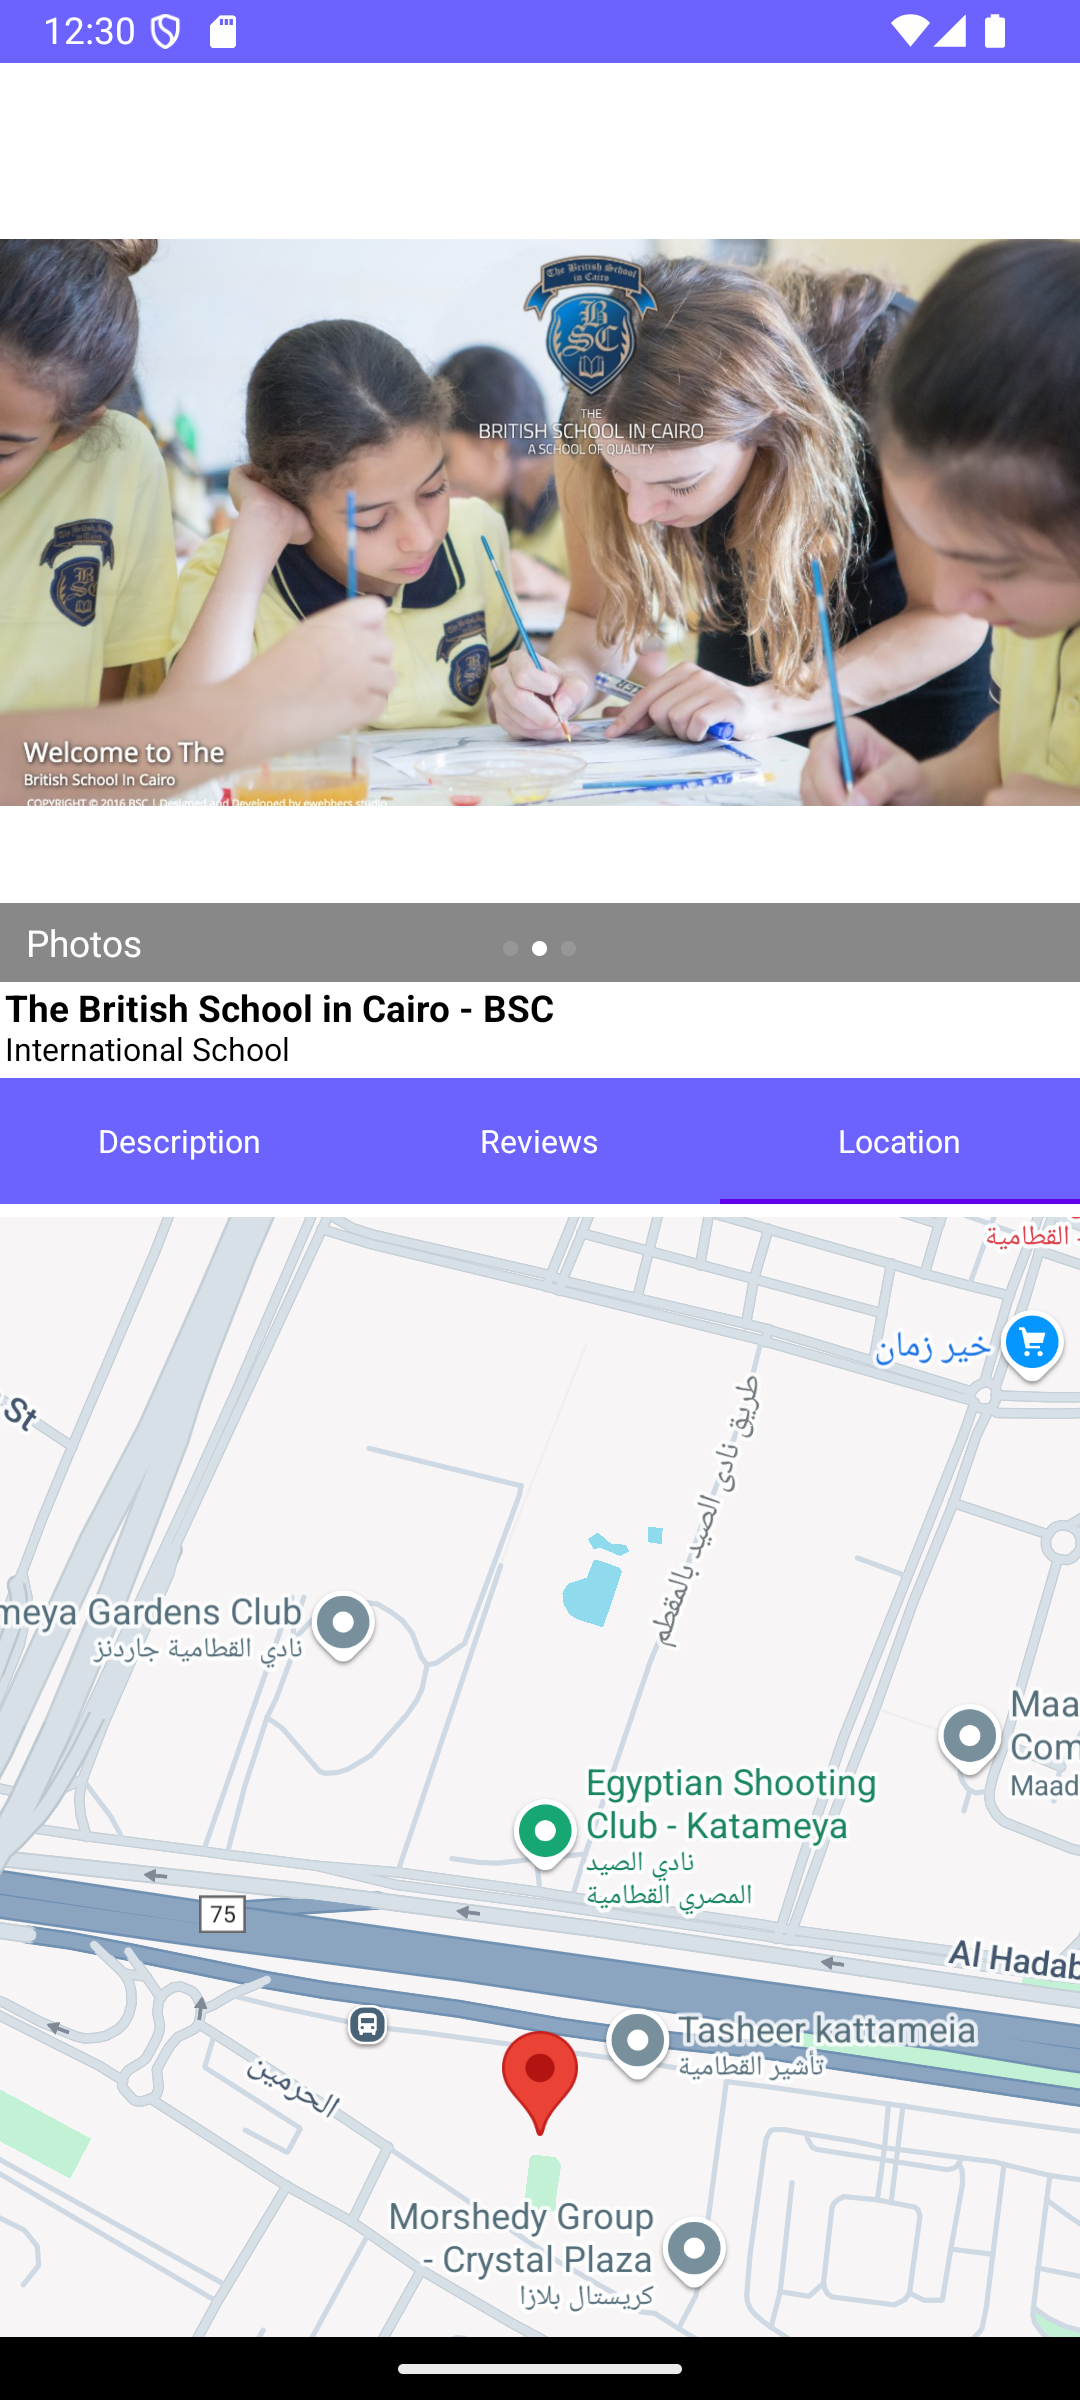 12:30
The British School
in Cairo
B
SC
THE
BRITISH SCHOOL IN CAIRO
A SCHOOL OF QUALITY
Welcome to The
British School In Cairo
COPYRIGHT © 2016 BSC | Designed and Developed by ewebbers studio
Photos
The British School in Cairo - BSC
International School
Description
Reviews
Location
القطامية
خير زمان
St
طريق نادى الصيد بالمقطم
meya Gardens Club
نادي القطامية جاردنز
Maa
Com
Maad
Egyptian Shooting
Club - Katameya
نادي الصيد
المصري القطامية
75
Al Hadab
Tasheer kattameia
تأشير القطامية
الحرمين
Morshedy Group
- Crystal Plaza
كريستال بلازا